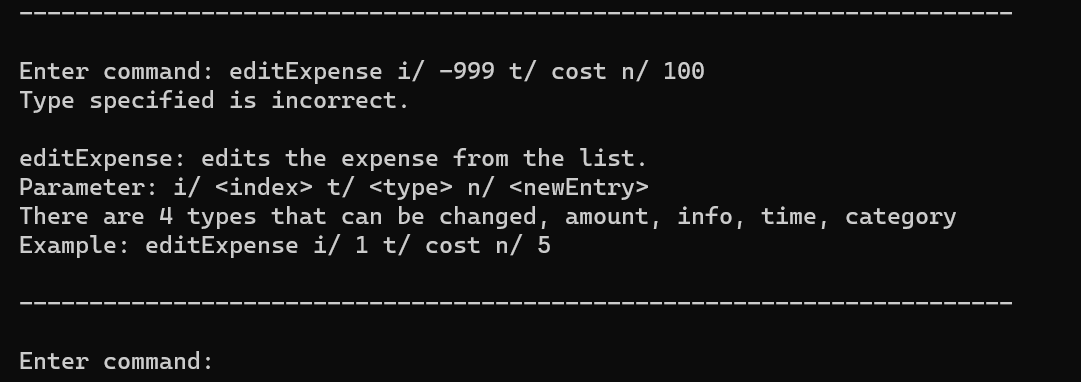 -----------------------------------------------------------------------
Enter command: editExpense i/ -999 t/ cost n/ 100
Type specified is incorrect.
editExpense: edits the expense from the list.
Parameter: i/ <index> t/ <type> n/ <newEntry>
There are 4 types that can be changed, amount, info, time, category
Example: editExpense i/ 1 t/ cost n/ 5
-----------------------------------------------------------------------
Enter command: